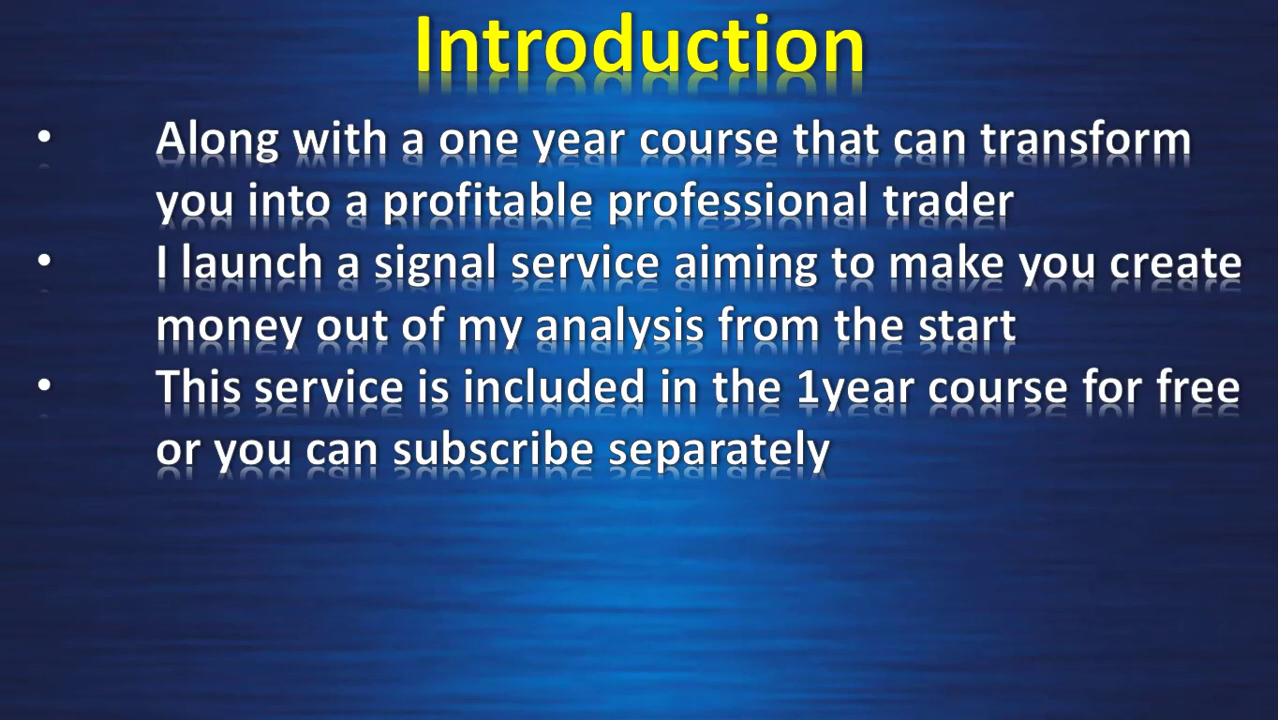 Introduction
• Along with a one year course that can transform
you into a profitable professional trader
• I launch a signal service aiming to make you create
money out of my analysis from the start
• This service is included in the 1year course for free
or you can subscribe separately